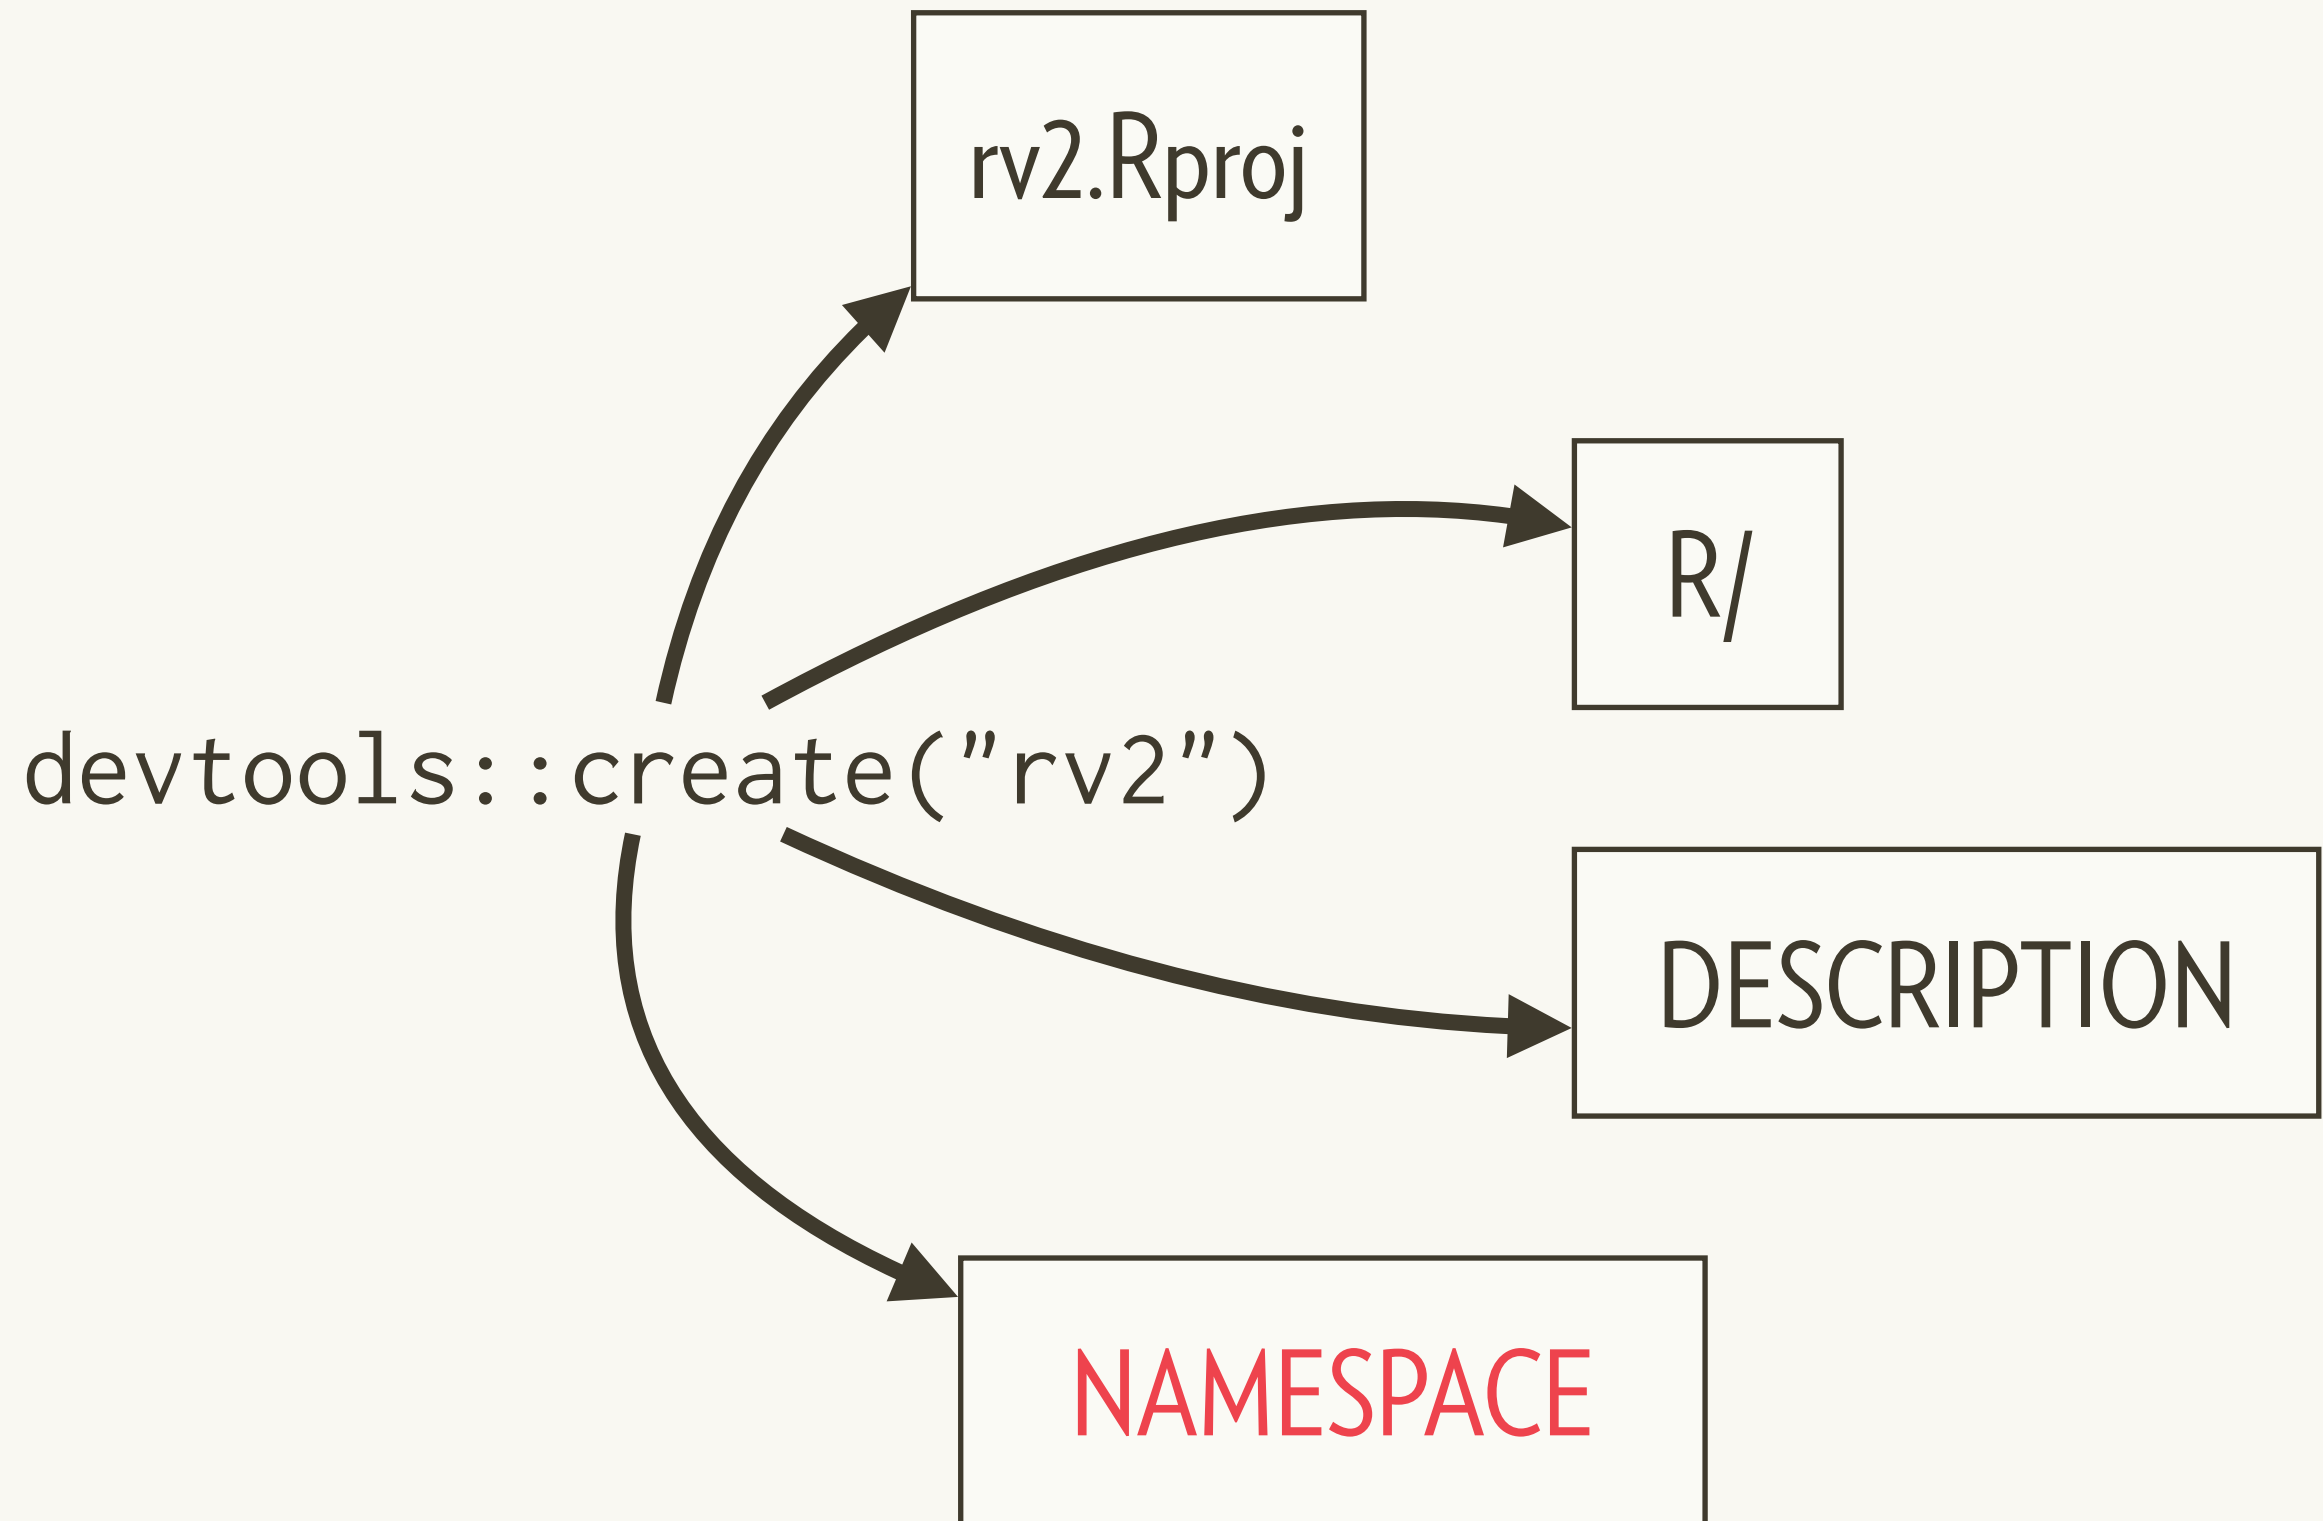 rv2.Rproj
R/
devtools::create("rv2")
DESCRIPTION
NAMESPACE